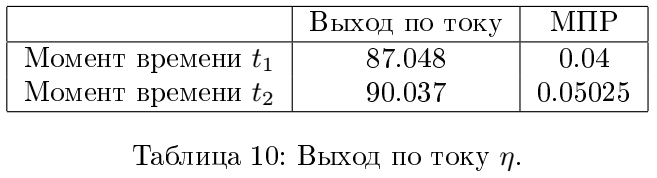 Выход по току МПР
Момент времени t₁ 87.048 0.04
Момент времени t₂ 90.037 0.05025
Таблица 10: Выход по току η.